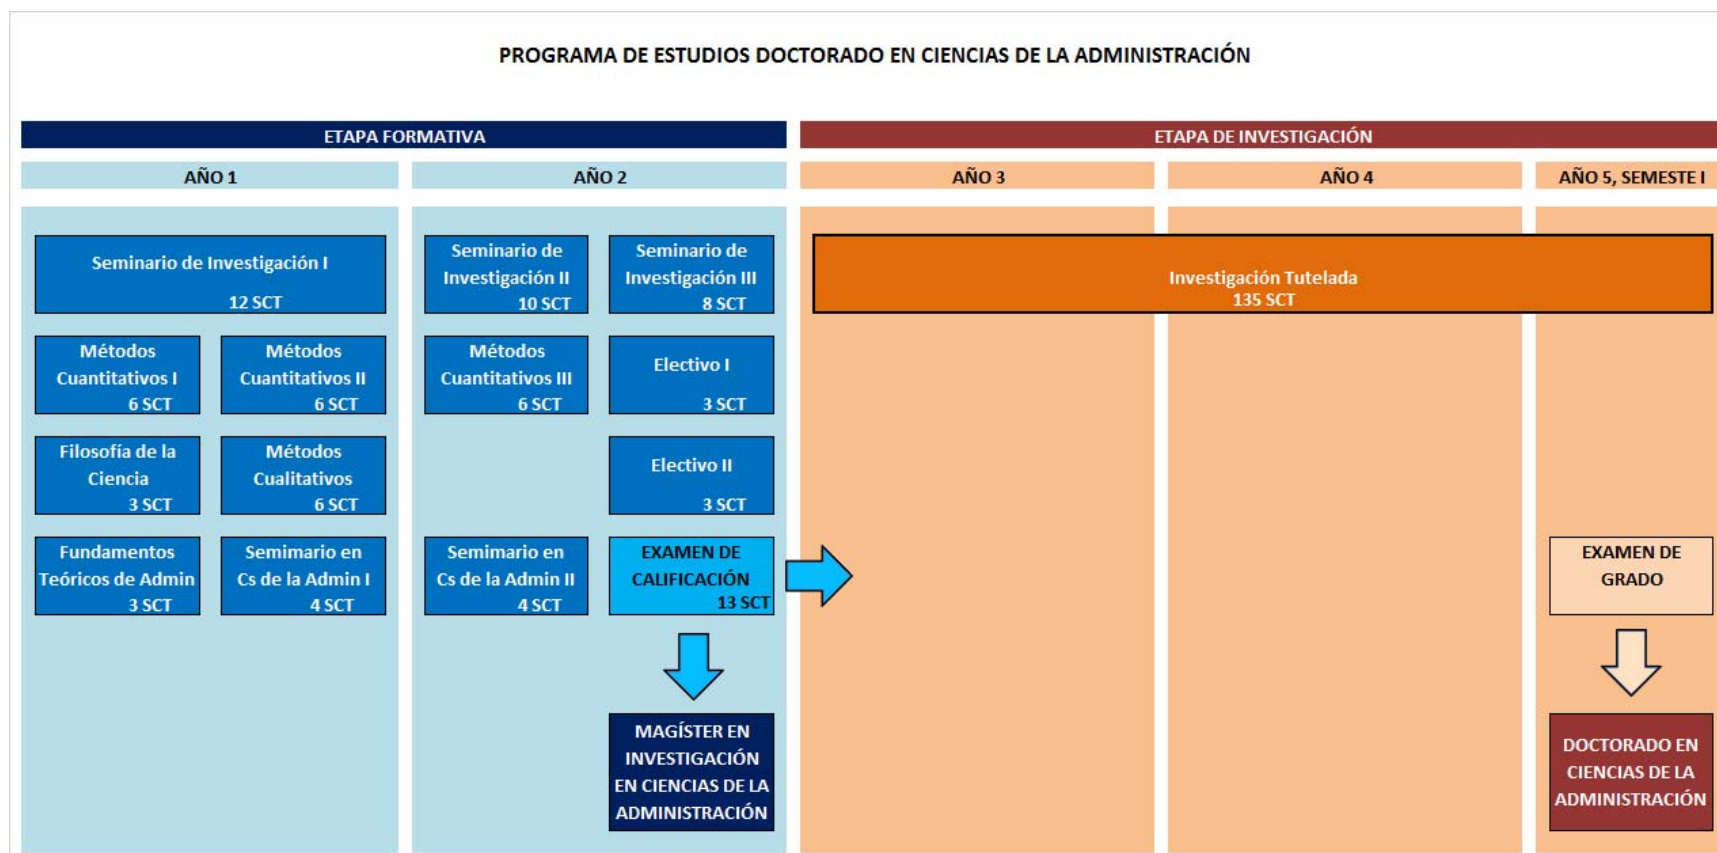 PROGRAMA DE ESTUDIOS DOCTORADO EN CIENCIAS DE LA ADMINISTRACIÓN
ETAPA FORMATIVA
ETAPA DE INVESTIGACIÓN
AÑO 1
AÑO 2
AÑO 3
AÑO 4
AÑO 5, SEMESTE I
Seminario de Investigación I
12 SCT
Seminario de
Investigación II
10 SCT
Seminario de
Investigación III
8 SCT
Investigación Tutelada
135 SCT
Métodos
Cuantitativos I
6 SCT
Métodos
Cuantitativos II
6 SCT
Métodos
Cuantitativos III
6 SCT
Electivo I
3 SCT
Filosofía de la
Ciencia
3 SCT
Métodos
Cualitativos
6 SCT
Electivo II
3 SCT
Fundamentos
Teóricos de Admin
3 SCT
Semimario en
Cs de la Admin I
4 SCT
Semimario en
Cs de la Admin II
4 SCT
EXAMEN DE
CALIFICACIÓN
13 SCT
EXAMEN DE
GRADO
MAGÍSTER EN
INVESTIGACIÓN
EN CIENCIAS DE LA
ADMINISTRACIÓN
DOCTORADO EN
CIENCIAS DE LA
ADMINISTRACIÓN